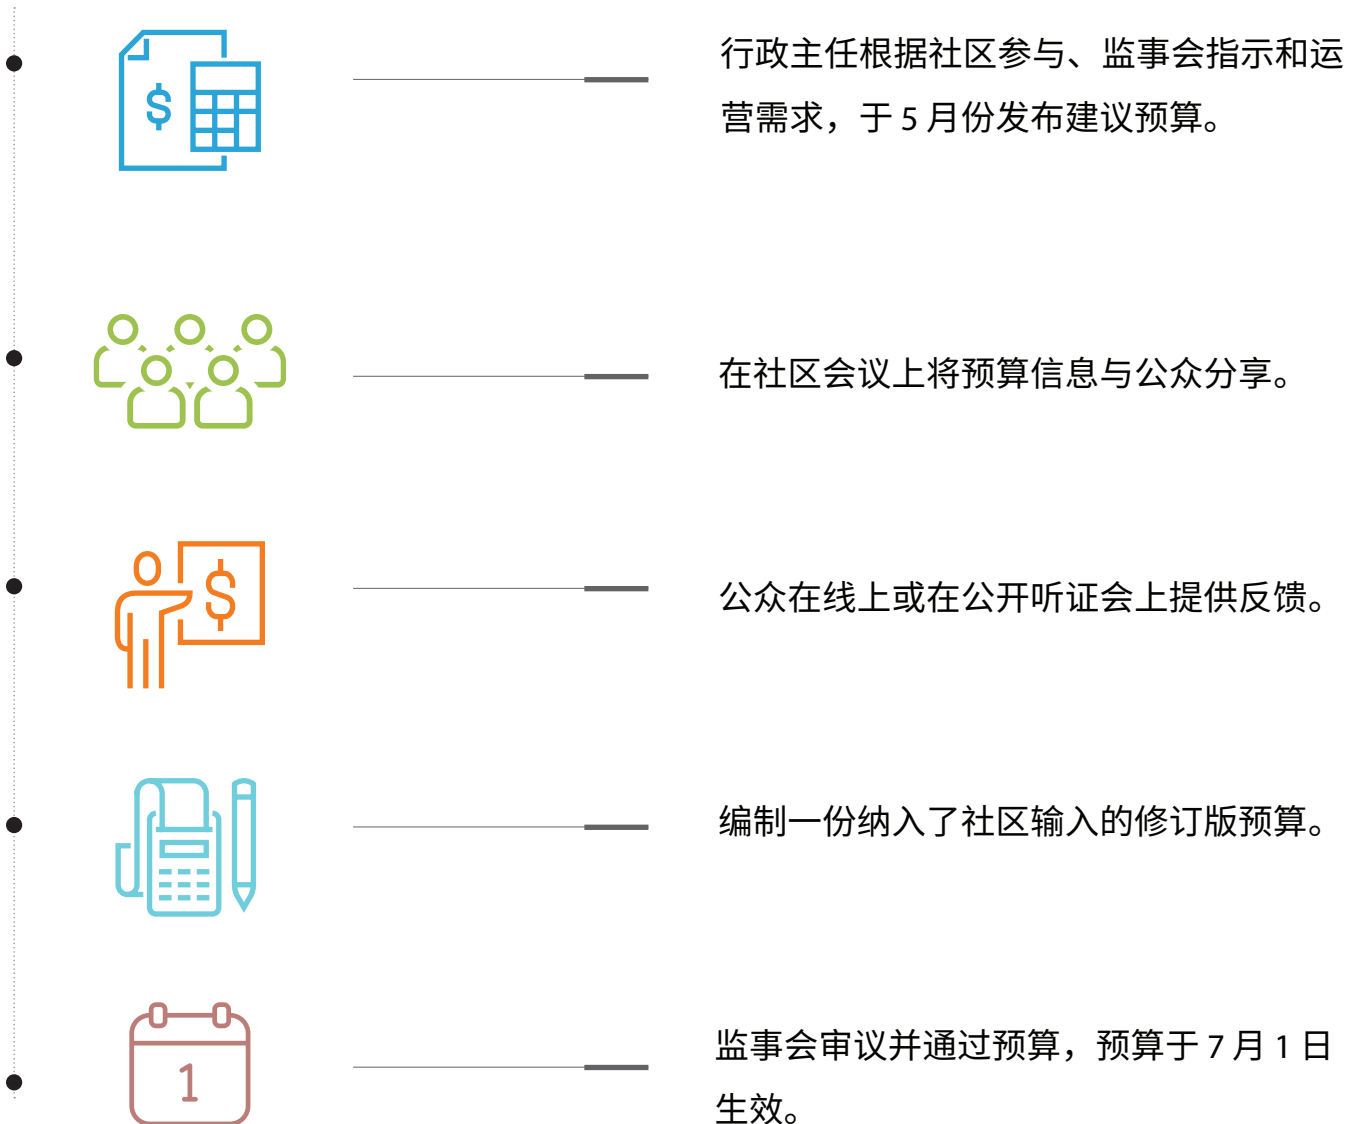 行政主任根据社区参与、监事会指示和运
营需求，于 5 月份发布建议预算。
在社区会议上将预算信息与公众分享。
公众在线上或在公开听证会上提供反馈。
编制一份纳入了社区输入的修订版预算。
1
监事会审议并通过预算，预算于 7 月 1 日
生效。